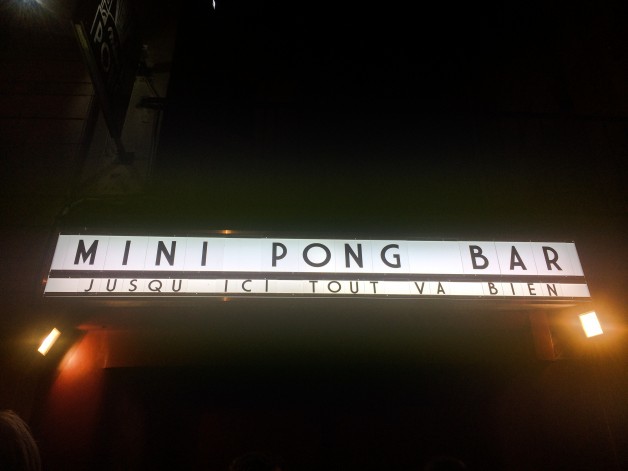 MINI PONG BAR
JUSQU ICI TOUT VA BIEN